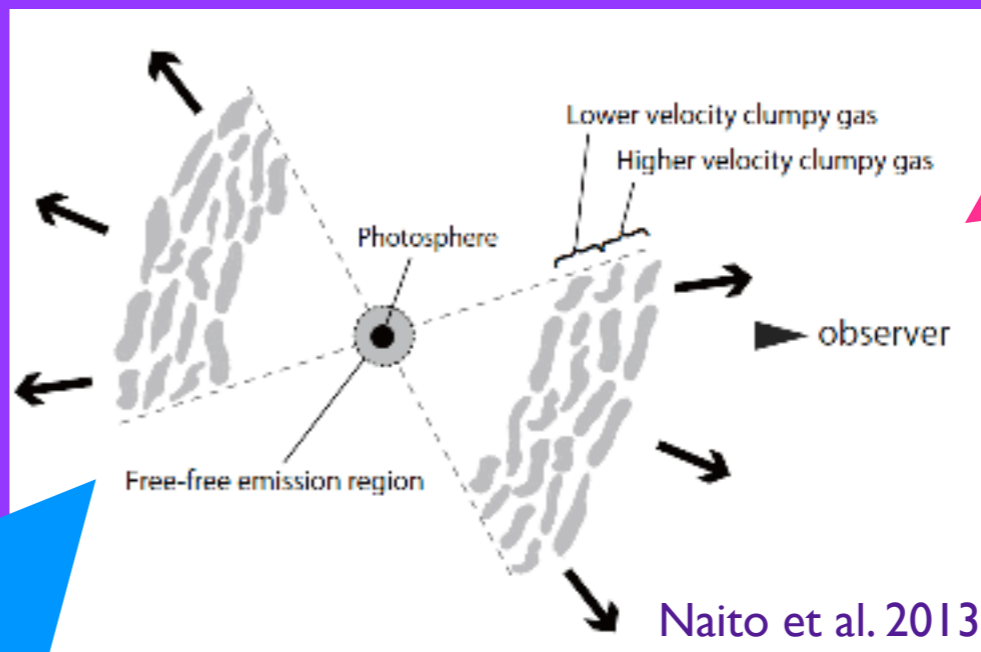 Lower velocity clumpy gas
Higher velocity clumpy gas
Photosphere
observer
Free-free emission region
Naito et al. 2013